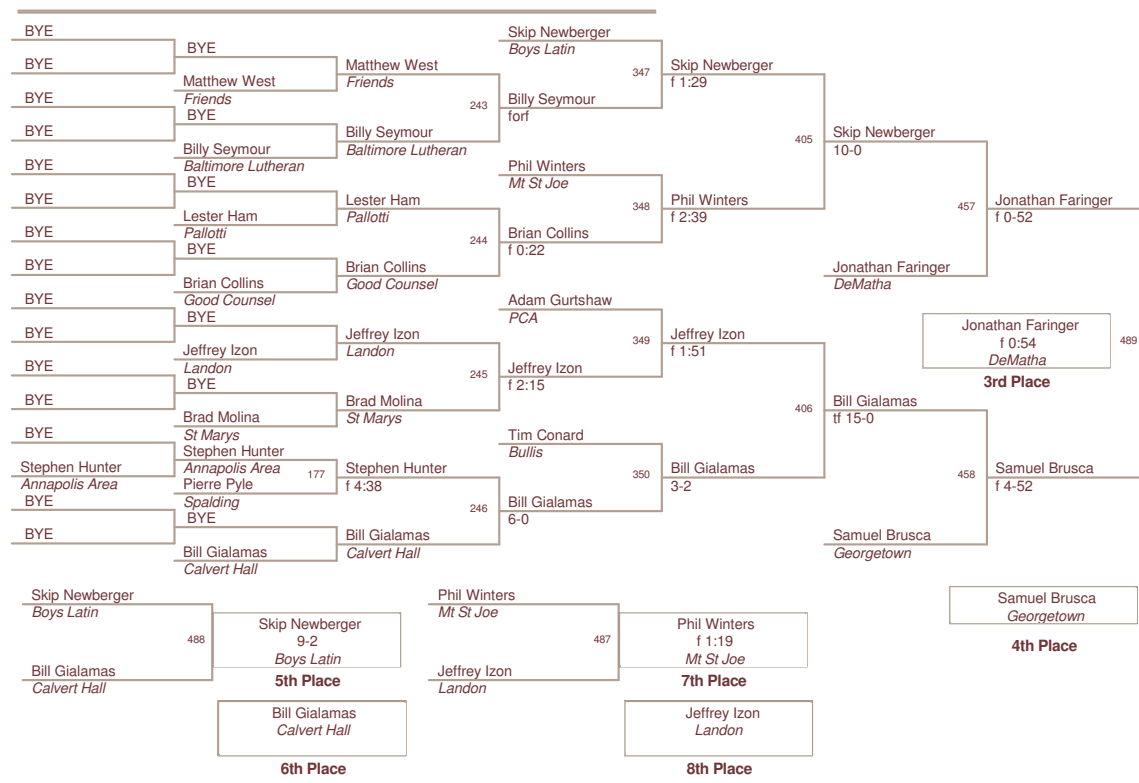 BYE
BYE
BYE
BYE
BYE
BYE
BYE
BYE
BYE
BYE
BYE
BYE
BYE
Stephen Hunter
Annapolis Area
BYE
BYE
BYE
Matthew West
Friends
BYE
Billy Seymour
Baltimore Lutheran
BYE
Lester Ham
Pallotti
BYE
Brian Collins
Good Counsel
BYE
Jeffrey Izon
Landon
BYE
Brad Molina
St Marys
Stephen Hunter
Annapolis Area
177
Pierre Pyle
Spalding
BYE
Bill Gialamas
Calvert Hall
Matthew West
Friends
243
Billy Seymour
Baltimore Lutheran
Lester Ham
Pallotti
244
Brian Collins
Good Counsel
Jeffrey Izon
Landon
245
Brad Molina
St Marys
Stephen Hunter
f 4:38
246
Bill Gialamas
Calvert Hall
Skip Newberger
Boys Latin
347
Billy Seymour
forf
Phil Winters
Mt St Joe
348
Brian Collins
f 0:22
Adam Gurtshaw
PCA
349
Jeffrey Izon
f 2:15
Tim Conard
Bullis
350
Bill Gialamas
6-0
Skip Newberger
f 1:29
405
Phil Winters
f 2:39
Jeffrey Izon
f 1:51
406
Bill Gialamas
3-2
Skip Newberger
10-0
457
Jonathan Faringer
DeMatha
Bill Gialamas
tf 15-0
458
Samuel Brusca
Georgetown
Jonathan Faringer
f 0-52
Jonathan Faringer
f 0:54
DeMatha
489
3rd Place
Samuel Brusca
f 4-52
Samuel Brusca
Georgetown
4th Place
Skip Newberger
Boys Latin
488
Bill Gialamas
Calvert Hall
Skip Newberger
9-2
Boys Latin
5th Place
Bill Gialamas
Calvert Hall
6th Place
Phil Winters
Mt St Joe
487
Jeffrey Izon
Landon
Phil Winters
f 1:19
Mt St Joe
7th Place
Jeffrey Izon
Landon
8th Place